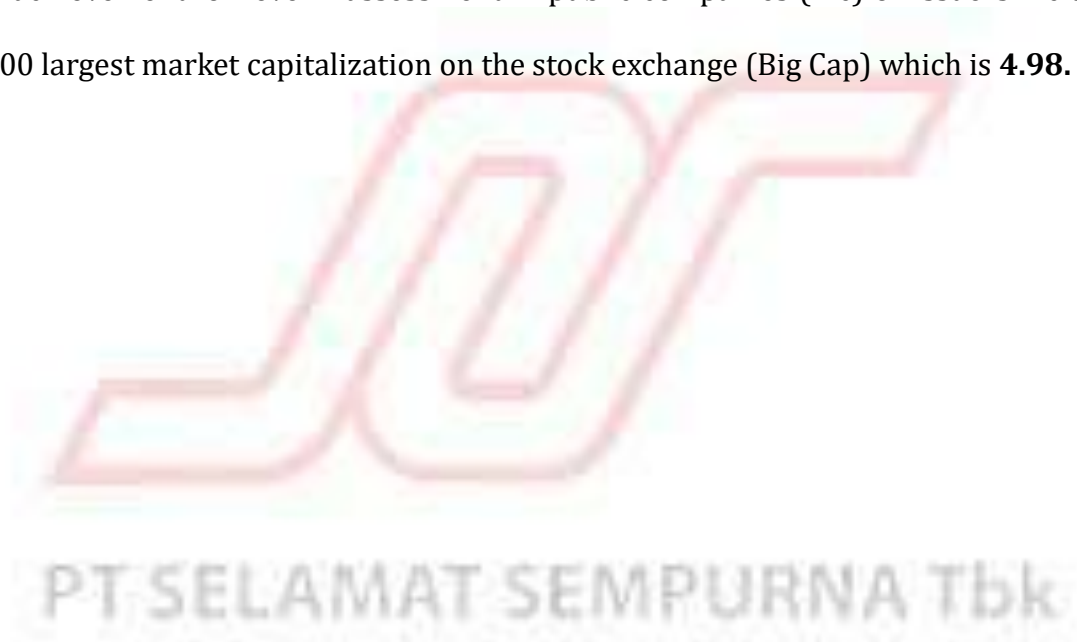 00 largest market capitalization on the stock exchange (Big Cap) which is 4.98.
PT SELAMAT SEMPURNA Tbk